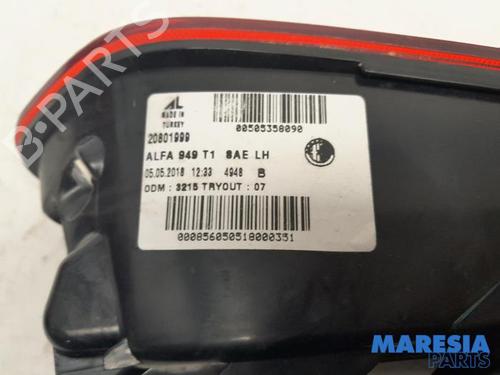 AL
MADE IN
TURKEY
20801999
00505358090
ALFA 949 T1 SAE LH
05.05.2018 12:33 4948 B
ODM : 3215 TRYOUT : 07
000856050518000351
MARESIA
PARTS